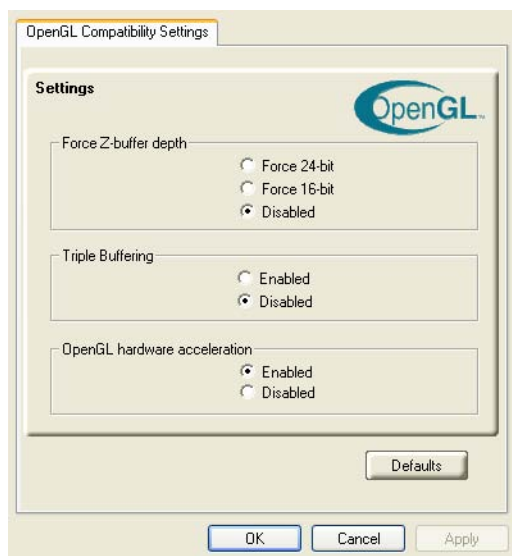 OpenGL Compatibility Settings
Settings
OpenGL™
Force Z-buffer depth
Force 24-bit
Force 16-bit
Disabled
Triple Buffering
Enabled
Disabled
OpenGL hardware acceleration
Enabled
Disabled
Defaults
OK
Cancel
Apply